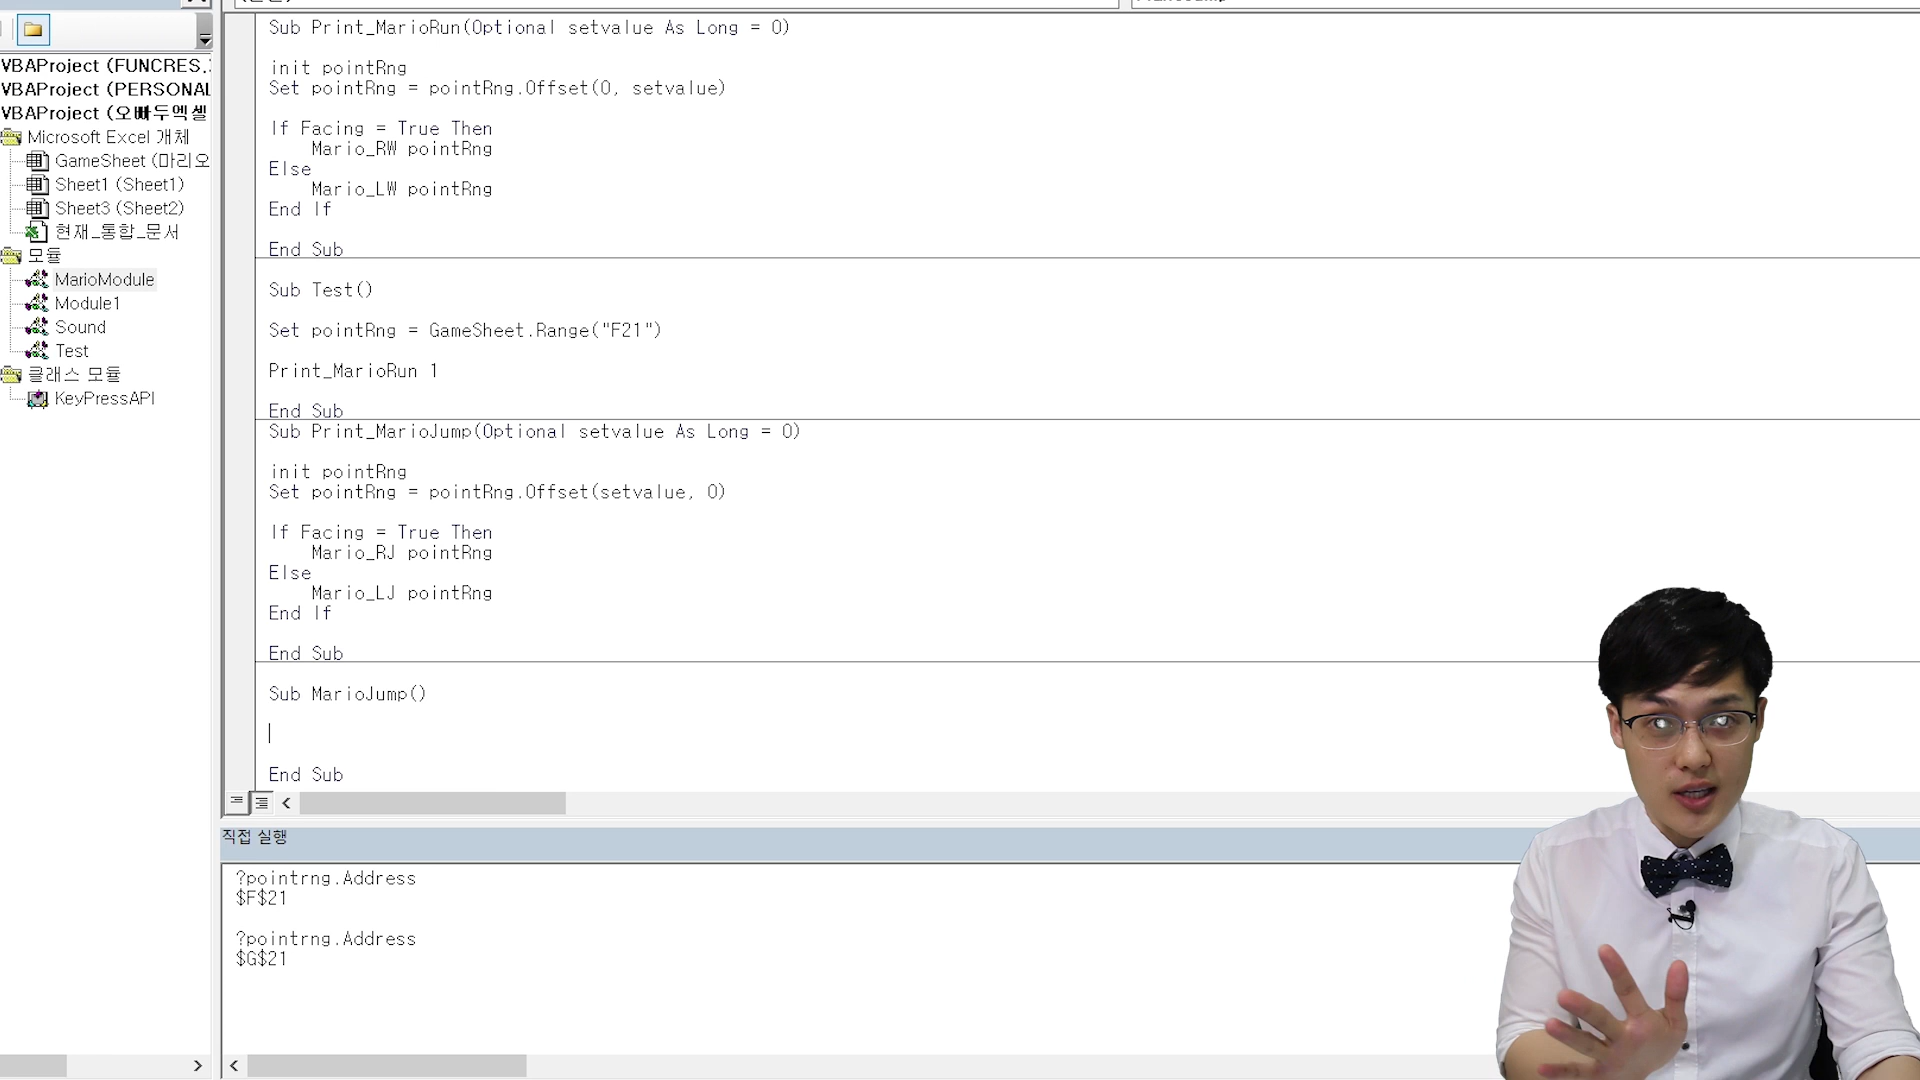 VBAProject (FUNCRES.
VBAProject (PERSONAL
VBAProject (오빠두엑셀
Microsoft Excel 개체
GameSheet (마리오
Sheet1 (Sheet1)
Sheet3 (Sheet2)
현재_통합_문서
모듈
MarioModule
Module1
Sound
Test
클래스 모듈
KeyPressAPI
Sub Print_MarioRun(Optional setvalue As Long = 0)
init pointRng
Set pointRng = pointRng.Offset(0, setvalue)
If Facing = True Then
Mario_RW pointRng
Else
Mario_LW pointRng
End If
End Sub
Sub Test()
Set pointRng = GameSheet.Range("F21")
Print_MarioRun 1
End Sub
Sub Print_MarioJump(Optional setvalue As Long = 0)
init pointRng
Set pointRng = pointRng.Offset(setvalue, 0)
If Facing = True Then
Mario_RJ pointRng
Else
Mario_LJ pointRng
End If
End Sub
Sub MarioJump()
End Sub
직접 실행
?pointrng.Address
$F$21
?pointrng.Address
$G$21